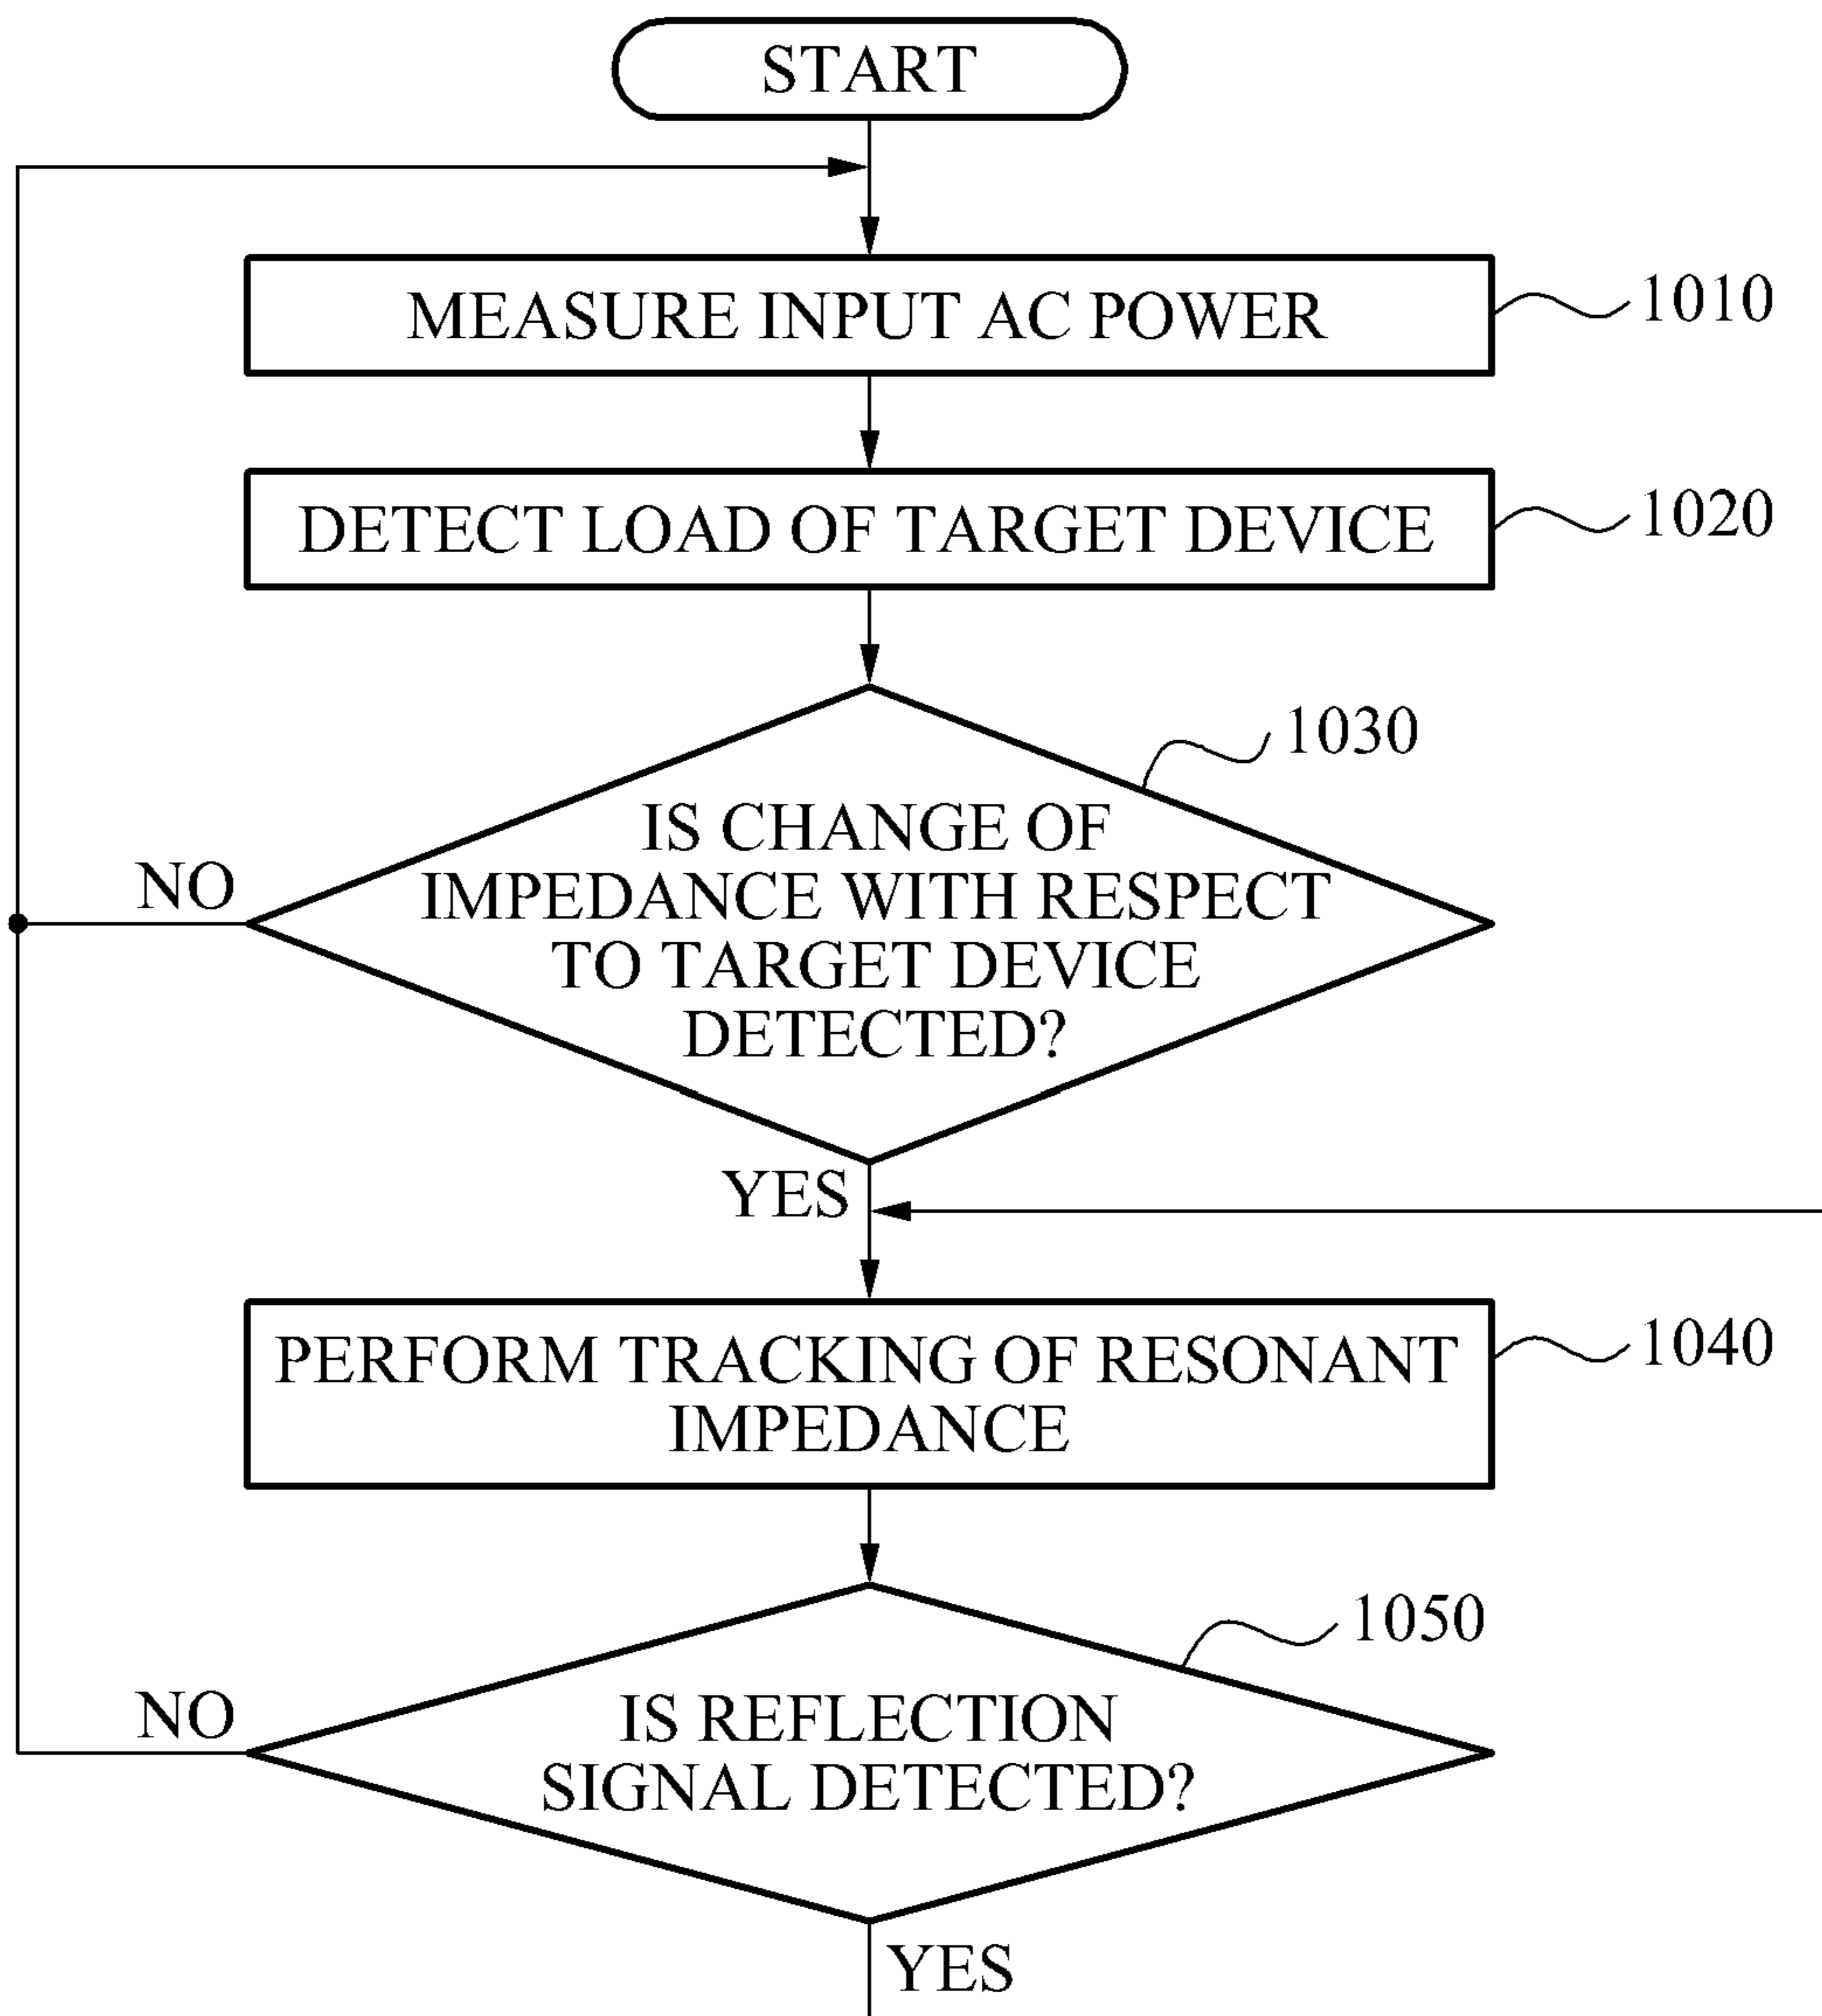 START
MEASURE INPUT AC POWER
1010
DETECT LOAD OF TARGET DEVICE
1020
1030
IS CHANGE OF
IMPEDANCE WITH RESPECT
TO TARGET DEVICE
DETECTED?
NO
YES
PERFORM TRACKING OF RESONANT
IMPEDANCE
1040
1050
IS REFLECTION
SIGNAL DETECTED?
NO
YES